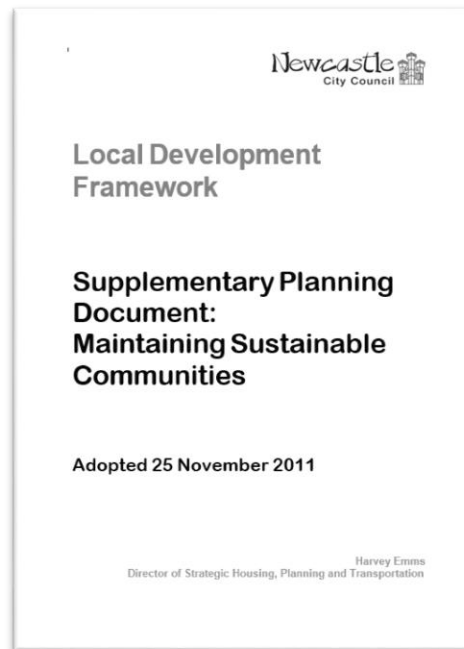 Newcastle
City Council
Local Development
Framework
Supplementary Planning
Document:
Maintaining Sustainable
Communities
Adopted 25 November 2011
Harvey Emms
Director of Strategic Housing, Planning and Transportation